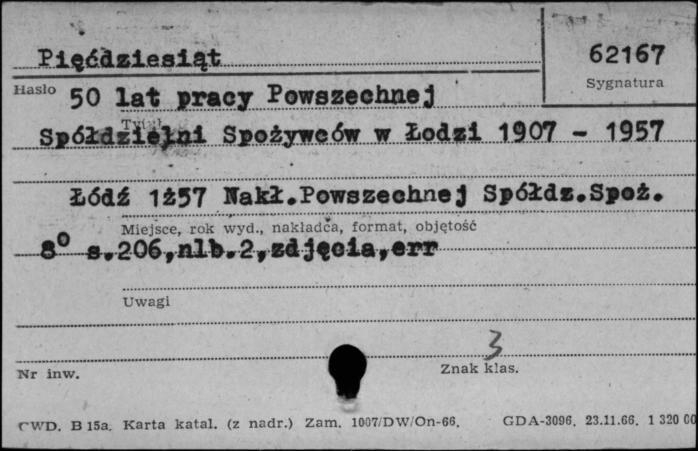 Pięćdziesiąt
62167
Hasło
Sygnatura
50 lat pracy Powszechnej
Tytuł
Spółdzielni Spożywców w Łodzi 1907 - 1957
Łódź 1z57 Nakł.Powszechnej Spółdz.Spoż.
Miejsce, rok wyd., nakładca, format, objętość
8° s.206,nlb.2,zdjęcia,err
Uwagi
3
Nr inw.
Znak klas.
CWD. B 15a. Karta katal. (z nadr.) Zam. 1007/DW/On-66. GDA-3096. 23.11.66. 1 320 00